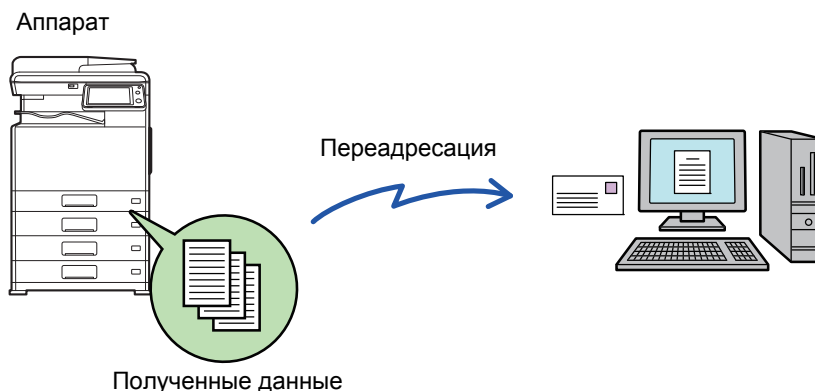 Аппарат
Переадресация
Полученные данные